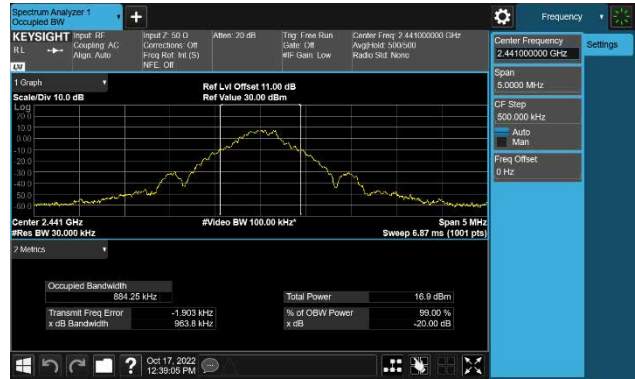 Spectrum Analyzer 1
Occupied BW
Frequency
KEYSIGHT
RL
Input: RF
Coupling: AC
Align: Auto
Input Z: 50 Ω
Corrections: Off
Freq Ref: Int (S)
NFE: Off
Atten: 20 dB
Trig: Free Run
Gate: Off
#IF Gain: Low
Center Freq: 2.441000000 GHz
Avg|Hold: 500/500
Radio Std: None
LXI
Center Frequency
2.441000000 GHz
Settings
Span
5.0000 MHz
CF Step
500.000 kHz
Auto
Man
Freq Offset
0 Hz
1 Graph
Scale/Div 10.0 dB
Ref Lvl Offset 11.00 dB
Ref Value 30.00 dBm
Log
20.0
10.0
0.00
-10.0
-20.0
-30.0
-40.0
-50.0
-60.0
Center 2.441 GHz
#Res BW 30.000 kHz
#Video BW 100.00 kHz*
Span 5 MHz
Sweep 6.87 ms (1001 pts)
2 Metrics
Occupied Bandwidth
884.25 kHz
Transmit Freq Error
-1.903 kHz
x dB Bandwidth
963.8 kHz
Total Power
16.9 dBm
% of OBW Power
99.00 %
x dB
-20.00 dB
Oct 17, 2022
12:39:05 PM